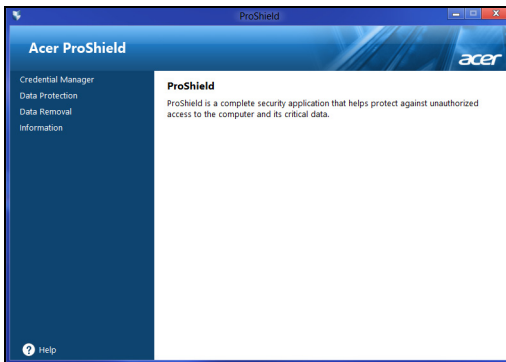 ProShield
Acer ProShield
acer
Credential Manager
Data Protection
Data Removal
Information
ProShield
ProShield is a complete security application that helps protect against unauthorized
access to the computer and its critical data.
? Help